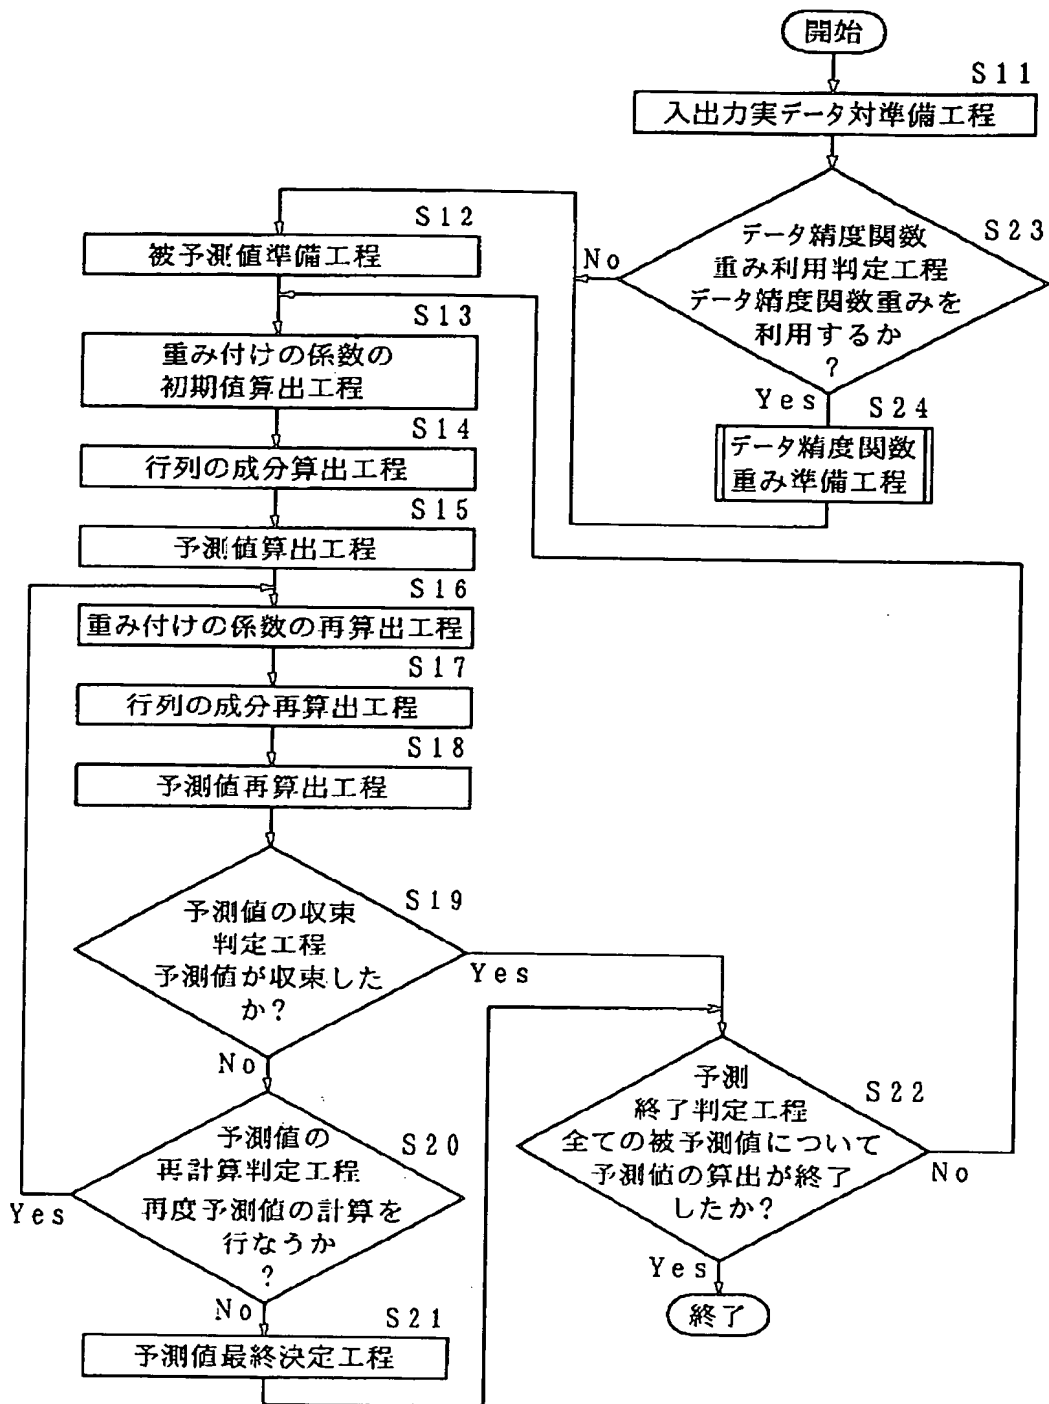 開始
S11
入出力実データ対準備工程
S23
データ精度関数
重み利用判定工程
データ精度関数重みを
利用するか
?
No
Yes
S24
データ精度関数
重み準備工程
S12
被予測値準備工程
S13
重み付けの係数の
初期値算出工程
S14
行列の成分算出工程
S15
予測値算出工程
S16
重み付けの係数の再算出工程
S17
行列の成分再算出工程
S18
予測値再算出工程
S19
予測値の収束
判定工程
予測値が収束した
か?
Yes
No
S20
予測値の
再計算判定工程
再度予測値の計算を
行なうか
?
Yes
No
S21
予測値最終決定工程
S22
予測
終了判定工程
全ての被予測値について
予測値の算出が終了
したか?
No
Yes
終了